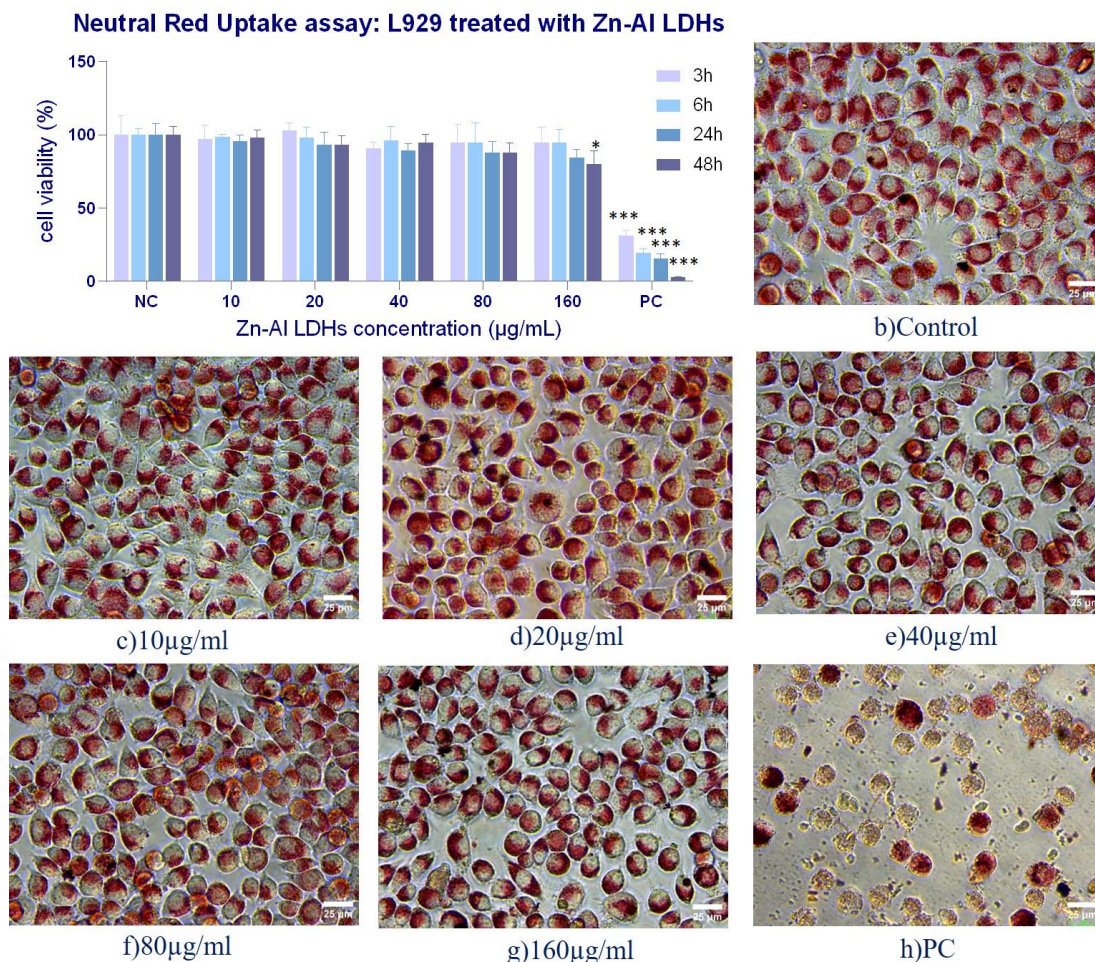 Neutral Red Uptake assay: L929 treated with Zn-Al LDHs
150
100
50
0
cell viability (%)
3h
6h
24h
48h
*
***
***
***
***
NC 10 20 40 80 160 PC
Zn-Al LDHs concentration (µg/mL)
25 µm
b)Control
25 µm
25 µm
25 µm
c)10µg/ml
d)20µg/ml
e)40µg/ml
25 µm
25 µm
25 µm
f)80µg/ml
g)160µg/ml
h)PC